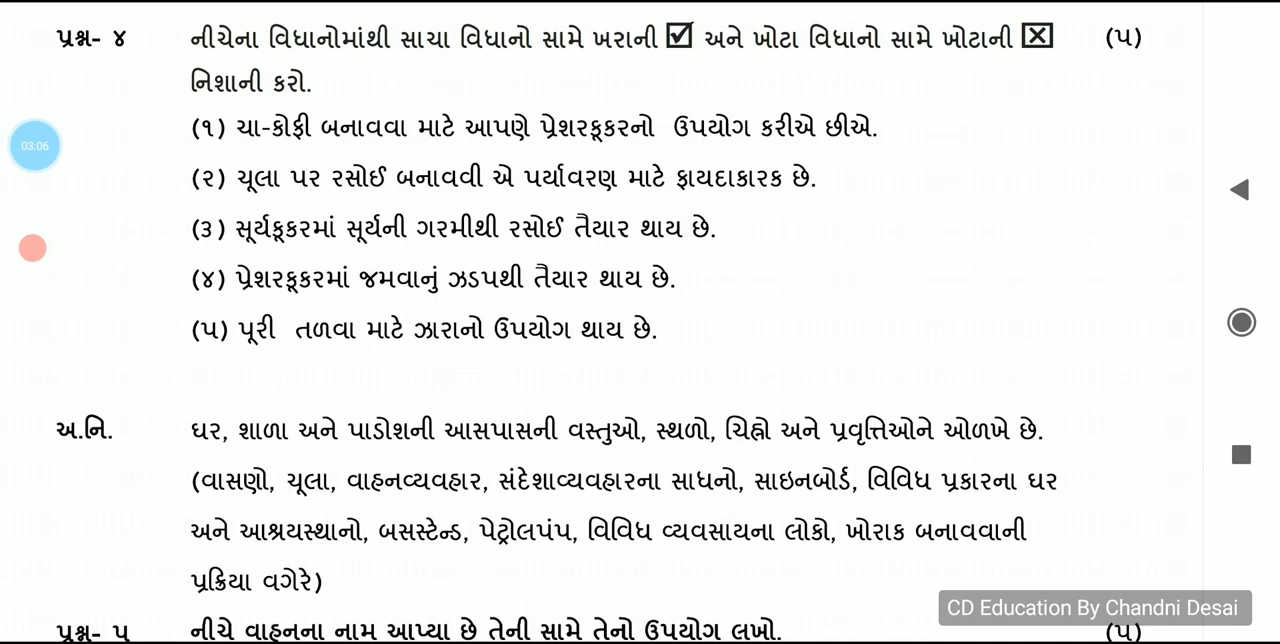 પ્રશ્ન- ૪ નીચેના વિધાનોમાંથી સાચા વિધાનો સામે ખરાની ☑ અને ખોટા વિધાનો સામે ખોટાની ☒ (૫)
નિશાની કરો.
(૧) ચા-કોફી બનાવવા માટે આપણે પ્રેશરકૂકરનો ઉપયોગ કરીએ છીએ.
03:06
(૨) ચૂલા પર રસોઈ બનાવવી એ પર્યાવરણ માટે ફાયદાકારક છે.
(૩) સૂર્યકૂકરમાં સૂર્યની ગરમીથી રસોઈ તૈયાર થાય છે.
(૪) પ્રેશરકૂકરમાં જમવાનું ઝડપથી તૈયાર થાય છે.
(૫) પૂરી તળવા માટે ઝારાનો ઉપયોગ થાય છે.
અ.નિ. ઘર, શાળા અને પાડોશની આસપાસની વસ્તુઓ, સ્થળો, ચિહ્નો અને પ્રવૃત્તિઓને ઓળખે છે.
(વાસણો, ચૂલા, વાહનવ્યવહાર, સંદેશાવ્યવહારના સાધનો, સાઇનબોર્ડ, વિવિધ પ્રકારના ઘર
અને આશ્રયસ્થાનો, બસસ્ટેન્ડ, પેટ્રોલપંપ, વિવિધ વ્યવસાયના લોકો, ખોરાક બનાવવાની
પ્રક્રિયા વગેરે)
CD Education By Chandni Desai
પ્રશ્ન- ૫ નીચે વાહનના નામ આપ્યા છે તેની સામે તેનો ઉપયોગ લખો. (૫)